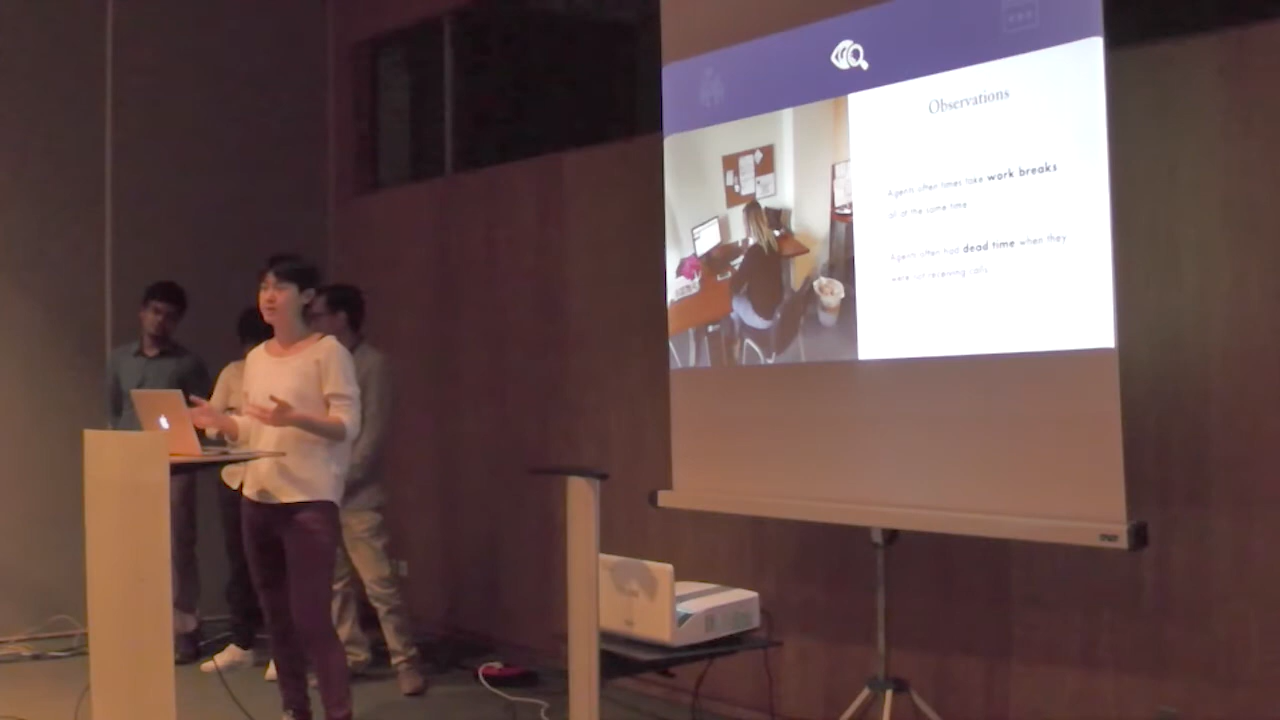 Observations
Agents often times take work breaks
all at the same time
Agents often had dead time when they
were not receiving calls